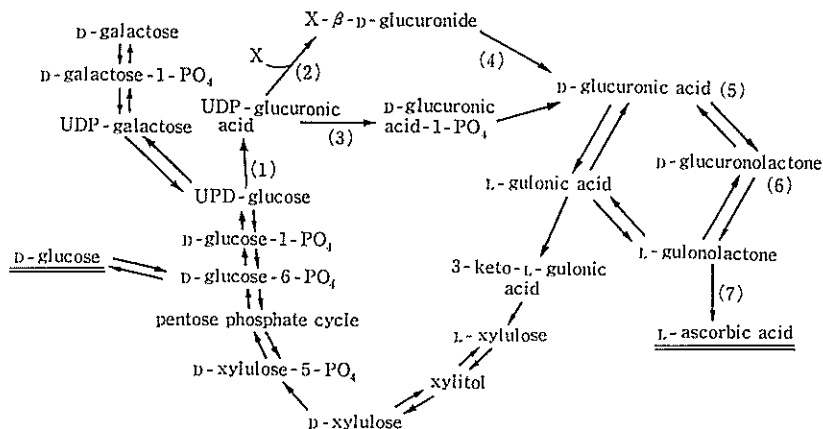 X-β-D-glucuronide
D-galactose
X
(2)
(4)
D-galactose-1-PO₄
D-glucuronic acid (5)
UDP-glucuronic
acid
D-glucuronic
acid-1-PO₄
(3)
UDP-galactose
D-glucuronolactone
(6)
(1)
L-gulonic acid
UPD-glucose
D-glucose-1-PO₄
L-gulonolactone
D-glucose
D-glucose-6-PO₄
3-keto-L-gulonic
acid
(7)
pentose phosphate cycle
L-xylulose
L-ascorbic acid
D-xylulose-5-PO₄
xylitol
D-xylulose